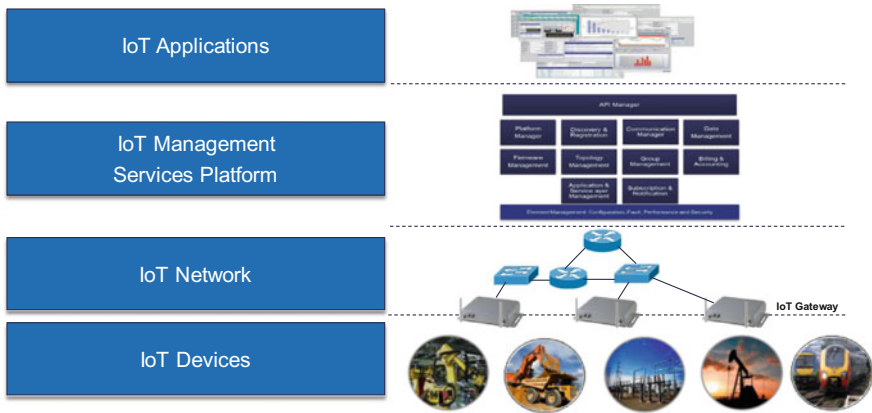 IoT Applications
API Manager
Platform
Manager
Discovery &
Registration
Communication
Manager
Data
Management
IoT Management
Services Platform
Firmware
Management
Topology
Management
Group
Management
Billing &
Accounting
Application &
Service ayer
Management
Subscription &
Notification
Element Management: Configuration, Fault, Performance and Security
IoT Network
IoT Gateway
IoT Devices